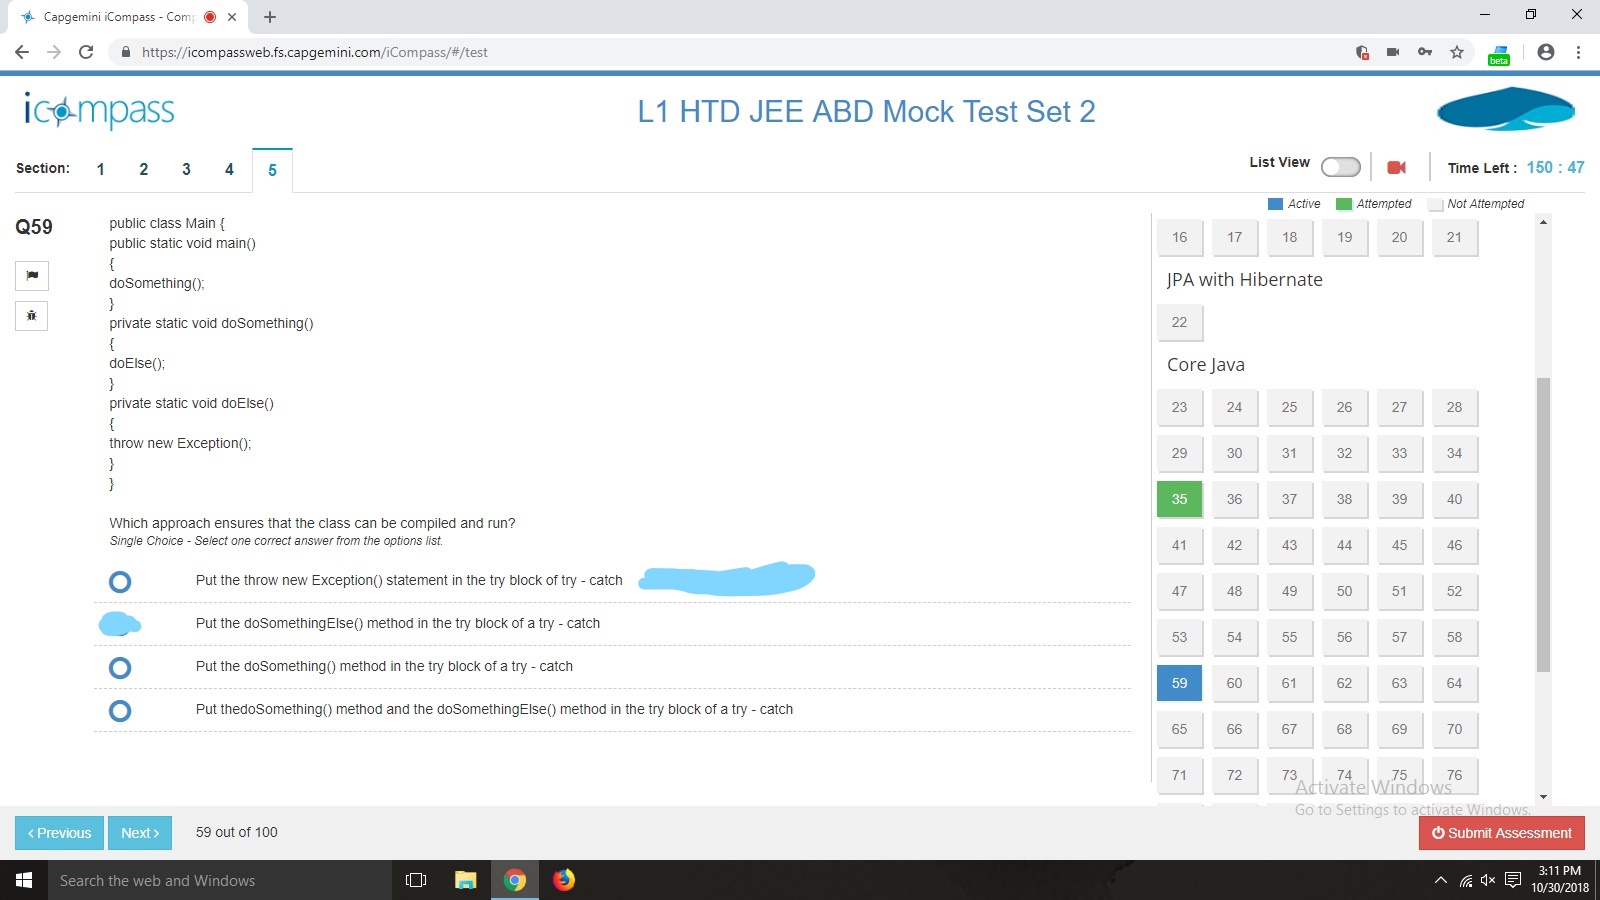 Capgemini iCompass - Comp
https://icompassweb.fs.capgemini.com/iCompass/#/test
beta
icompass
L1 HTD JEE ABD Mock Test Set 2
Section: 1 2 3 4 5
List View
Time Left : 150 : 47
Active Attempted Not Attempted
Q59
public class Main {
public static void main()
{
doSomething();
}
private static void doSomething()
{
doElse();
}
private static void doElse()
{
throw new Exception();
}
}
Which approach ensures that the class can be compiled and run?
Single Choice - Select one correct answer from the options list.
Put the throw new Exception() statement in the try block of try - catch
Put the doSomethingElse() method in the try block of a try - catch
Put the doSomething() method in the try block of a try - catch
Put thedoSomething() method and the doSomethingElse() method in the try block of a try - catch
16 17 18 19 20 21
JPA with Hibernate
22
Core Java
23 24 25 26 27 28
29 30 31 32 33 34
35 36 37 38 39 40
41 42 43 44 45 46
47 48 49 50 51 52
53 54 55 56 57 58
59 60 61 62 63 64
65 66 67 68 69 70
71 72 73 74 75 76
Activate Windows
Go to Settings to activate Windows.
‹ Previous Next › 59 out of 100
Submit Assessment
Search the web and Windows
3:11 PM
10/30/2018